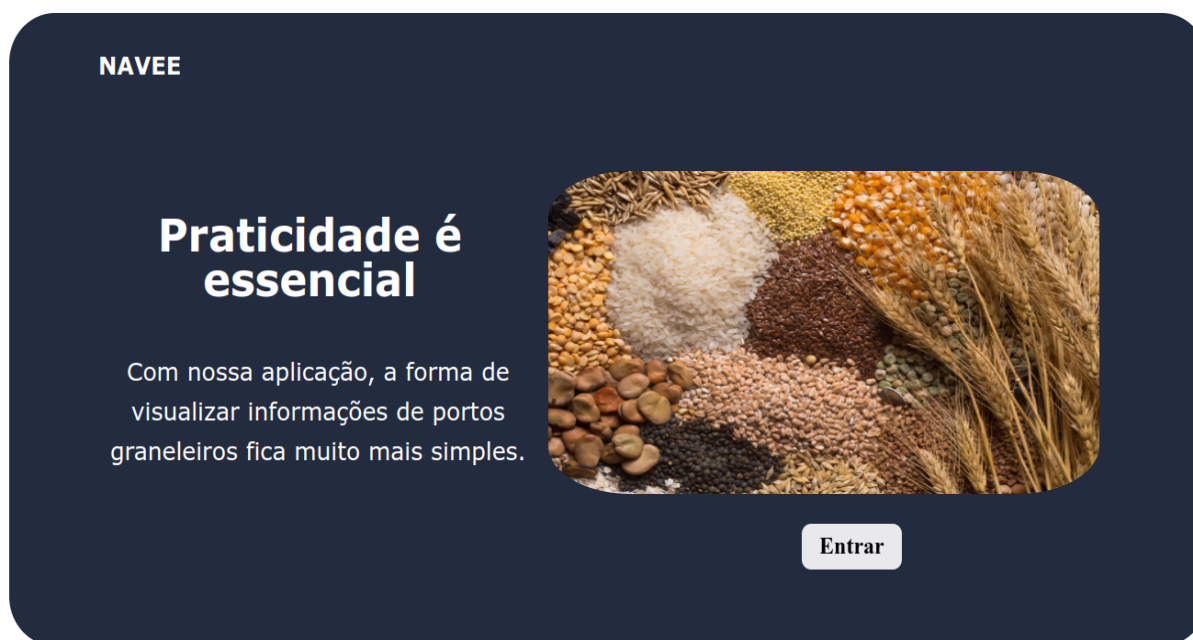 NAVEE
Praticidade é
essencial
Com nossa aplicação, a forma de
visualizar informações de portos
graneleiros fica muito mais simples.
Entrar